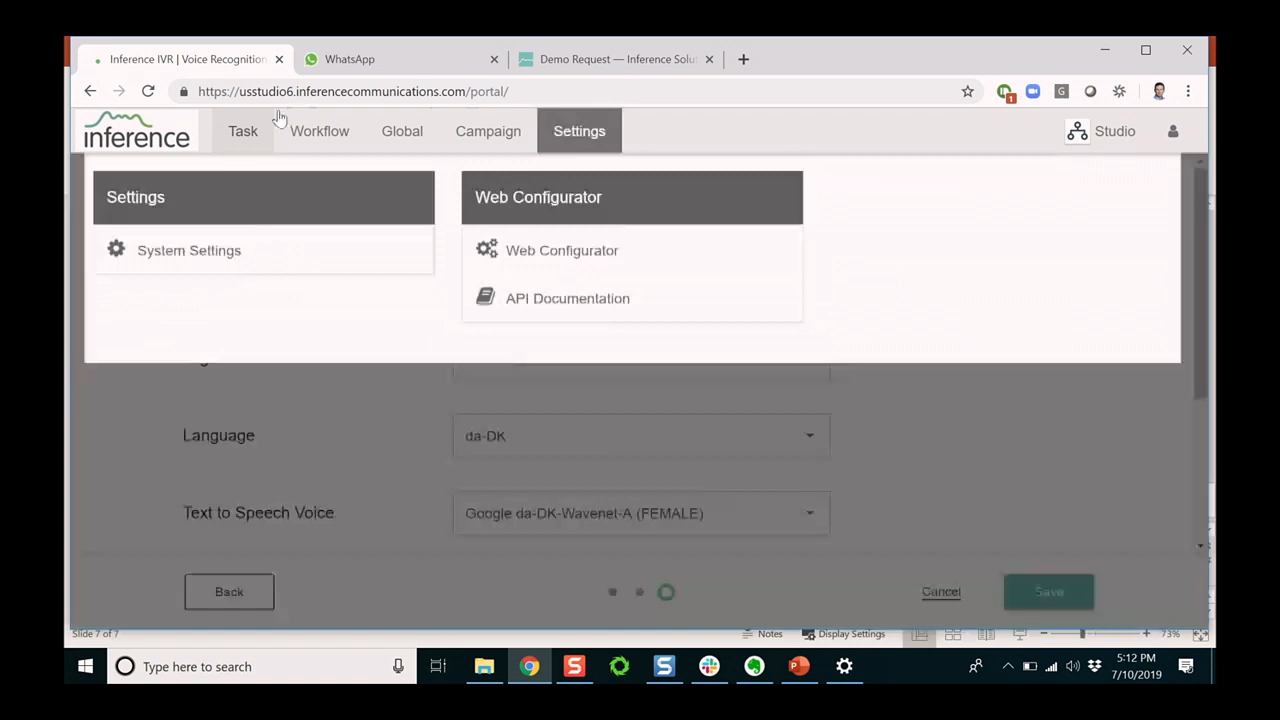 Inference IVR | Voice Recognition
WhatsApp
Demo Request — Inference Solut
https://usstudio6.inferencecommunications.com/portal/
G
1
inference
Task
Workflow
Global
Campaign
Settings
Studio
Settings
Web Configurator
System Settings
Web Configurator
API Documentation
Language
da-DK
Text to Speech Voice
Google da-DK-Wavenet-A (FEMALE)
Back
Cancel
Save
Slide 7 of 7
Notes
Display Settings
73%
Type here to search
S
S
P
5:12 PM
7/10/2019